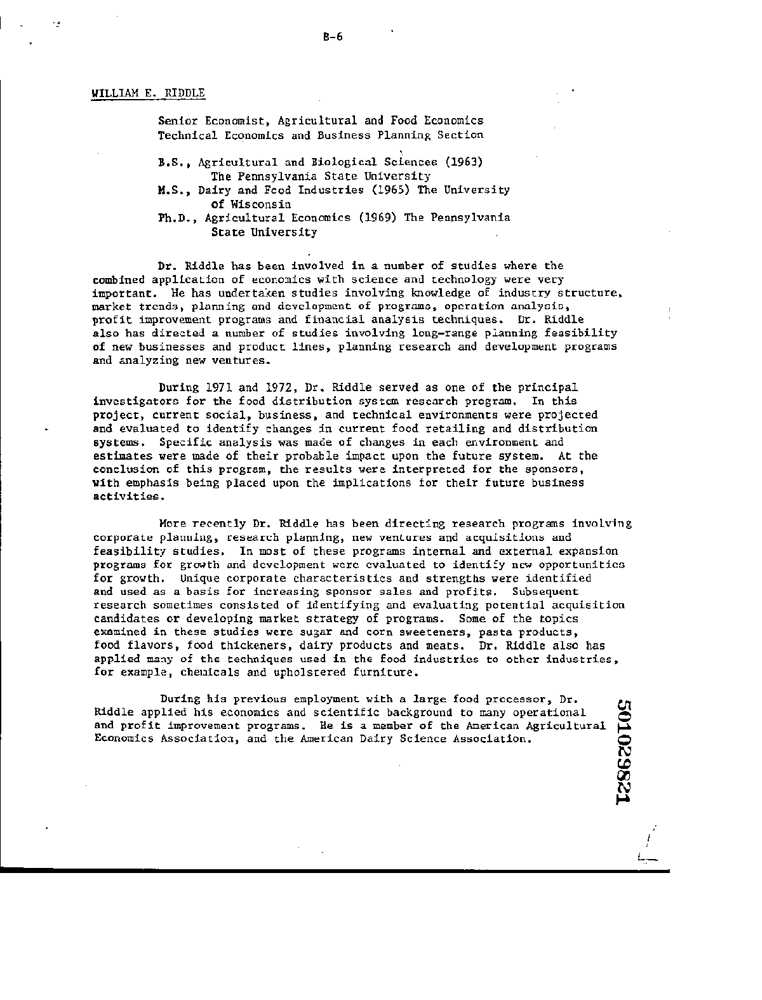 B-6
WILLIAM E. RIDDLE
Senior Economist, Agricultural and Food Economics
Technical Economics and Business Planning Section
B.S., Agricultural and Biological Sciences (1963)
The Pennsylvania State University
M.S., Dairy and Food Industries (1965) The University
of Wisconsin
Ph.D., Agricultural Economics (1969) The Pennsylvania
State University
Dr. Riddle has been involved in a number of studies where the
combined application of economics with science and technology were very
important. He has undertaken studies involving knowledge of industry structure,
market trends, planning and development of programs, operation analysis,
profit improvement programs and financial analysis techniques. Dr. Riddle
also has directed a number of studies involving long-range planning feasibility
of new businesses and product lines, planning research and development programs
and analyzing new ventures.
During 1971 and 1972, Dr. Riddle served as one of the principal
investigators for the food distribution system research program. In this
project, current social, business, and technical environments were projected
and evaluated to identify changes in current food retailing and distribution
systems. Specific analysis was made of changes in each environment and
estimates were made of their probable impact upon the future system. At the
conclusion of this program, the results were interpreted for the sponsors,
with emphasis being placed upon the implications for their future business
activities.
More recently Dr. Riddle has been directing research programs involving
corporate planning, research planning, new ventures and acquisitions and
feasibility studies. In most of these programs internal and external expansion
programs for growth and development were evaluated to identify new opportunities
for growth. Unique corporate characteristics and strengths were identified
and used as a basis for increasing sponsor sales and profits. Subsequent
research sometimes consisted of identifying and evaluating potential acquisition
candidates or developing market strategy of programs. Some of the topics
examined in these studies were sugar and corn sweeteners, pasta products,
food flavors, food thickeners, dairy products and meats. Dr. Riddle also has
applied many of the techniques used in the food industries to other industries,
for example, chemicals and upholstered furniture.
During his previous employment with a large food processor, Dr.
Riddle applied his economics and scientific background to many operational
and profit improvement programs. He is a member of the American Agricultural
Economics Association, and the American Dairy Science Association.
501029821